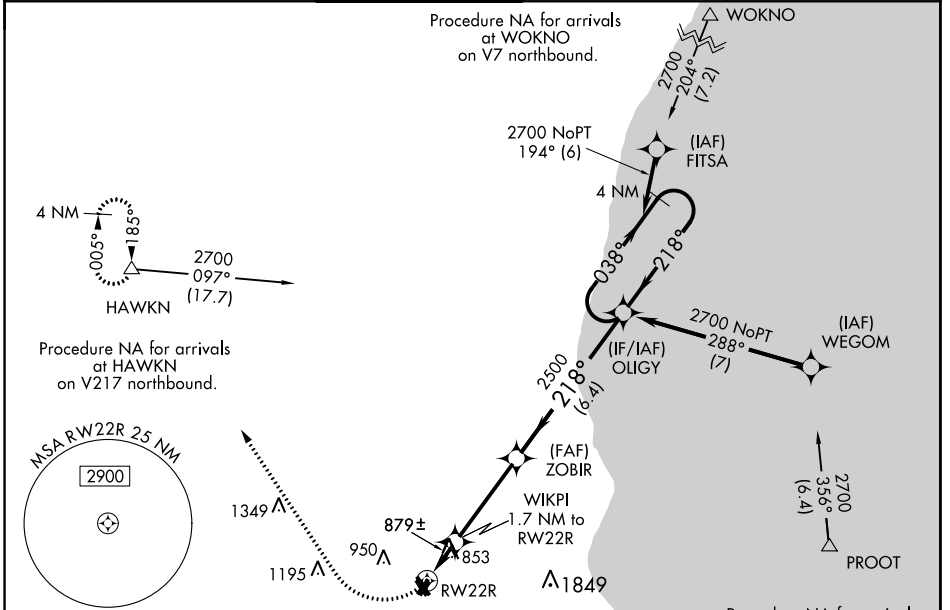 Procedure NA for arrivals
at WOKNO
on V7 northbound.
WOKNO
2700
204°
(7.2)
2700 NoPT
194° (6)
(IAF)
FITSA
4 NM
4 NM
005°
185°
HAWKN
2700
097°
(17.7)
038°
218°
Procedure NA for arrivals
at HAWKN
on V217 northbound.
(IF/IAF)
OLIGY
2700 NoPT
288°
(7)
(IAF)
WEGOM
2500
218°
(6.4)
MSA RW22R 25 NM
2900
(FAF)
ZOBIR
2700
356°
(6.4)
PROOT
WIKPI
1.7 NM to
RW22R
1349
879±
950
853
1195
RW22R
1849